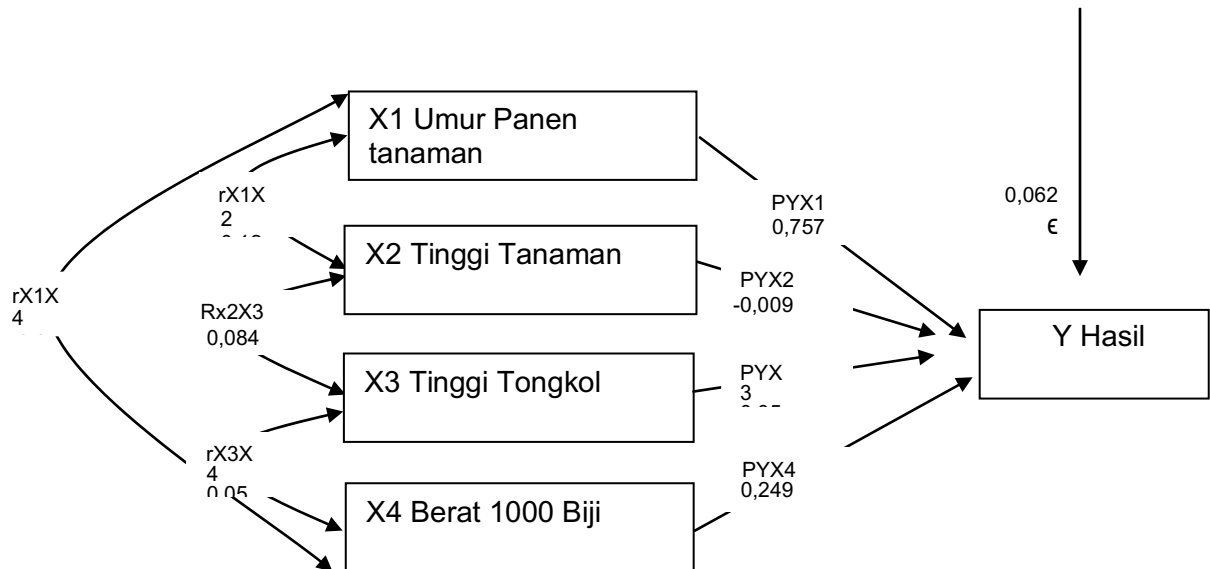 X1 Umur Panen
tanaman
rX1X
2
PYX1
0,757
0,062
ϵ
X2 Tinggi Tanaman
PYX2
-0,009
rX1X
4
Rx2X3
0,084
Y Hasil
X3 Tinggi Tongkol
PYX
3
rX3X
4
PYX4
0,249
X4 Berat 1000 Biji